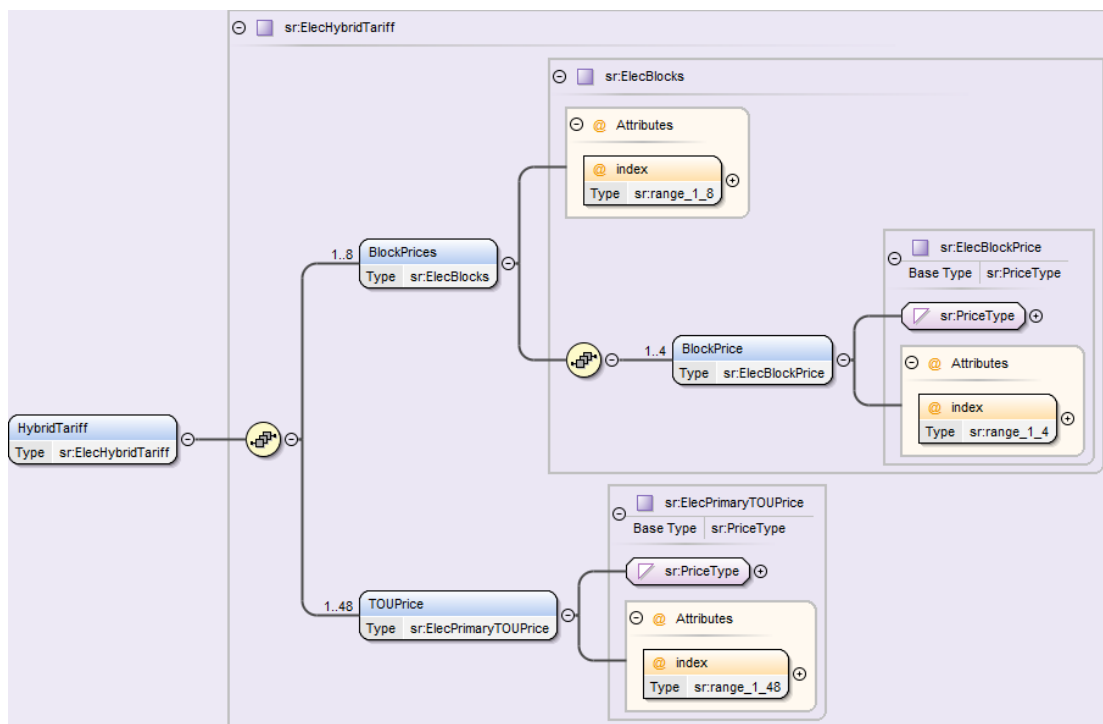 sr:ElecHybridTariff
sr:ElecBlocks
@ Attributes
@ index
Type sr:range_1_8
1..8 BlockPrices
Type sr:ElecBlocks
sr:ElecBlockPrice
Base Type sr:PriceType
sr:PriceType
1..4 BlockPrice
Type sr:ElecBlockPrice
@ Attributes
@ index
Type sr:range_1_4
HybridTariff
Type sr:ElecHybridTariff
sr:ElecPrimaryTOUPrice
Base Type sr:PriceType
sr:PriceType
1..48 TOUPrice
Type sr:ElecPrimaryTOUPrice
@ Attributes
@ index
Type sr:range_1_48